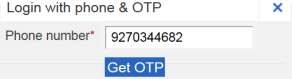 Login with phone & OTP ×
Phone number* 9270344682
Get OTP